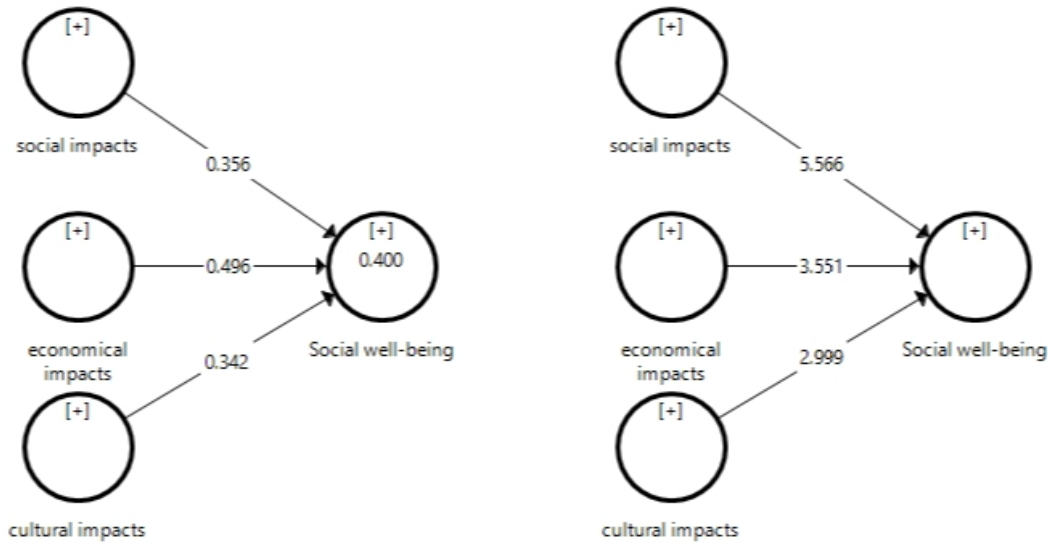 [+]
social impacts
0.356
[+]
0.496
[+]
0.400
economical
impacts
Social well-being
0.342
[+]
cultural impacts
[+]
social impacts
5.566
[+]
3.551
[+]
economical
impacts
Social well-being
2.999
[+]
cultural impacts